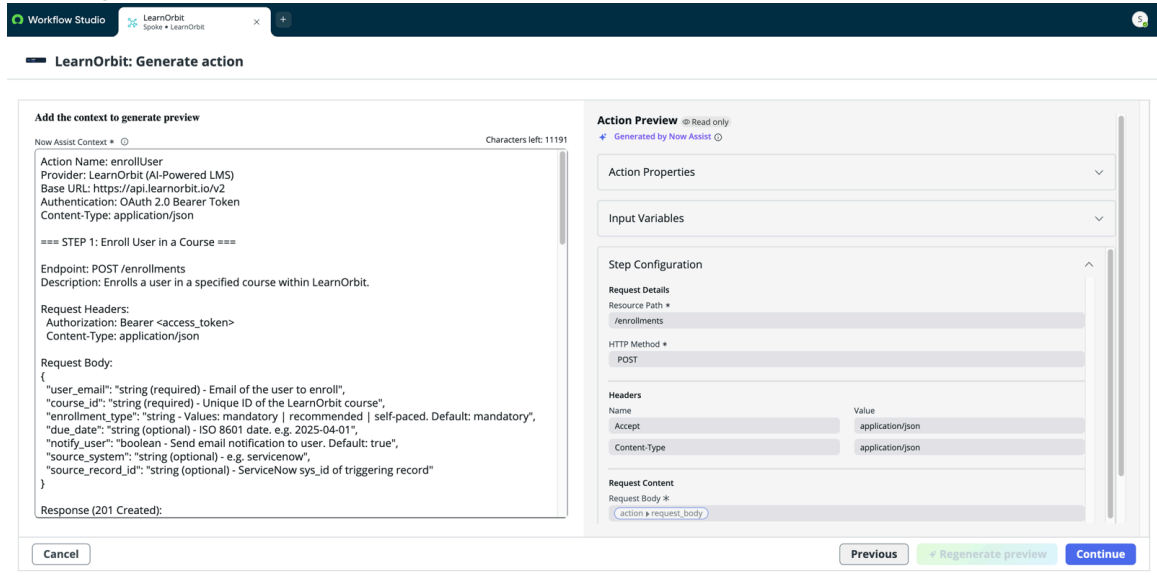 Workflow Studio
LearnOrbit
Spoke • LearnOrbit
×
+
S
LearnOrbit: Generate action
Add the context to generate preview
Now Assist Context *
Characters left: 11191
Action Name: enrollUser
Provider: LearnOrbit (AI-Powered LMS)
Base URL: https://api.learnorbit.io/v2
Authentication: OAuth 2.0 Bearer Token
Content-Type: application/json
=== STEP 1: Enroll User in a Course ===
Endpoint: POST /enrollments
Description: Enrolls a user in a specified course within LearnOrbit.
Request Headers:
Authorization: Bearer <access_token>
Content-Type: application/json
Request Body:
{
"user_email": "string (required) - Email of the user to enroll",
"course_id": "string (required) - Unique ID of the LearnOrbit course",
"enrollment_type": "string - Values: mandatory | recommended | self-paced. Default: mandatory",
"due_date": "string (optional) - ISO 8601 date. e.g. 2025-04-01",
"notify_user": "boolean - Send email notification to user. Default: true",
"source_system": "string (optional) - e.g. servicenow",
"source_record_id": "string (optional) - ServiceNow sys_id of triggering record"
}
Response (201 Created):
Action Preview Read only
Generated by Now Assist
Action Properties
Input Variables
Step Configuration
Request Details
Resource Path *
/enrollments
HTTP Method *
POST
Headers
Name Value
Accept application/json
Content-Type application/json
Request Content
Request Body *
action ▸ request_body
Cancel
Previous
Regenerate preview
Continue